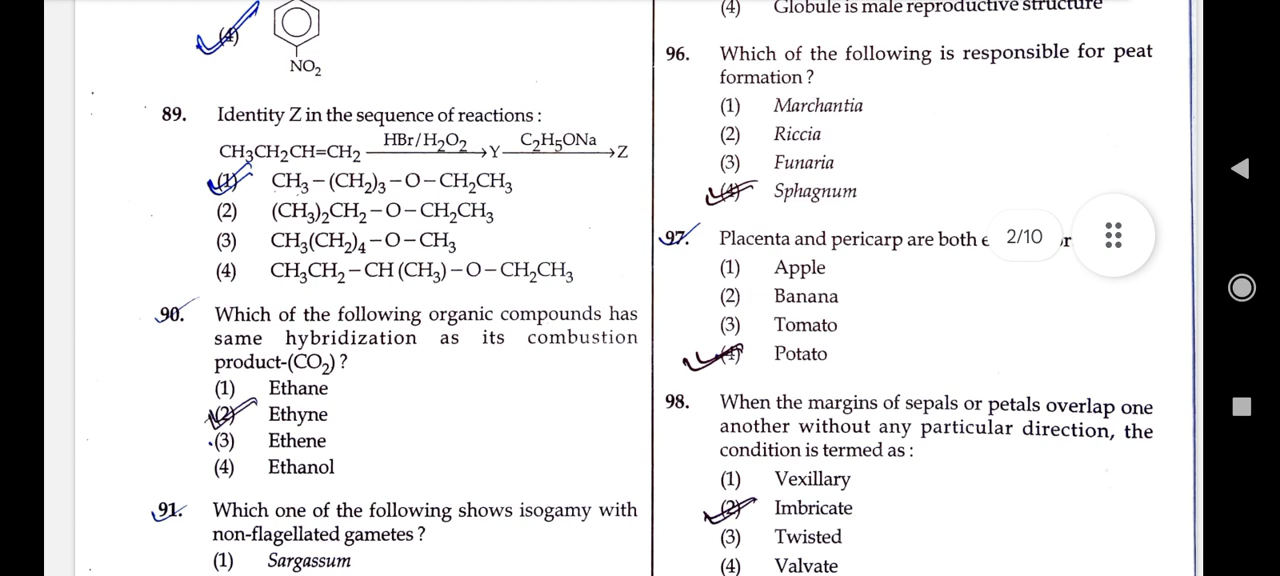 (4)
NO2
89. Identity Z in the sequence of reactions :
CH3CH2CH=CH2 HBr/H2O2 →Y C2H5ONa →Z
(1) CH3–(CH2)3–O–CH2CH3
(2) (CH3)2CH2–O–CH2CH3
(3) CH3(CH2)4–O–CH3
(4) CH3CH2–CH(CH3)–O–CH2CH3
90. Which of the following organic compounds has
same hybridization as its combustion
product-(CO2) ?
(1) Ethane
(2) Ethyne
(3) Ethene
(4) Ethanol
91. Which one of the following shows isogamy with
non-flagellated gametes ?
(1) Sargassum
(4) Globule is male reproductive structure
96. Which of the following is responsible for peat
formation ?
(1) Marchantia
(2) Riccia
(3) Funaria
(4) Sphagnum
97. Placenta and pericarp are both
2/10
(1) Apple
(2) Banana
(3) Tomato
(4) Potato
98. When the margins of sepals or petals overlap one
another without any particular direction, the
condition is termed as :
(1) Vexillary
(2) Imbricate
(3) Twisted
(4) Valvate